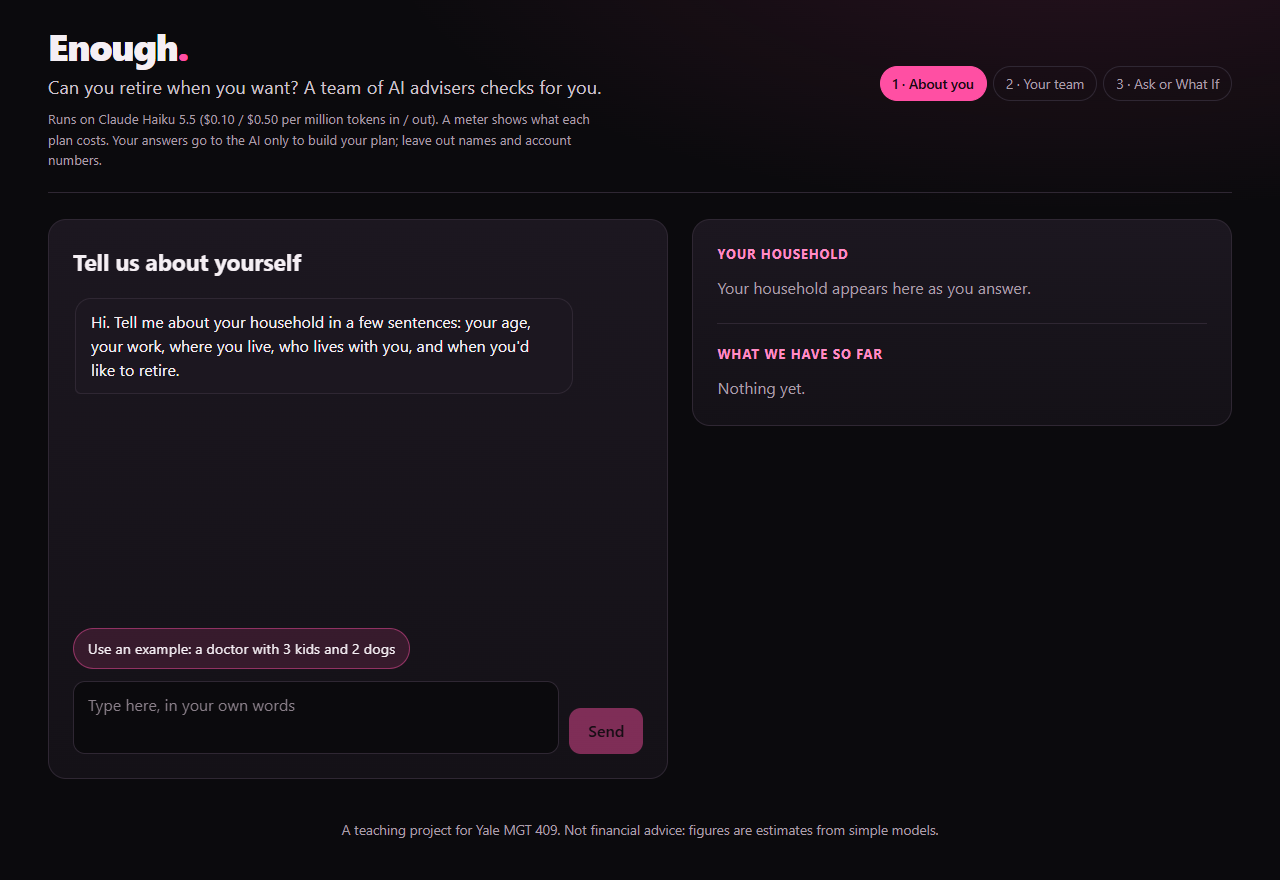 Enough.
Can you retire when you want? A team of AI advisers checks for you.
Runs on Claude Haiku 5.5 ($0.10 / $0.50 per million tokens in / out). A meter shows what each
plan costs. Your answers go to the AI only to build your plan; leave out names and account
numbers.
1 · About you
2 · Your team
3 · Ask or What If
Tell us about yourself
Hi. Tell me about your household in a few sentences: your age,
your work, where you live, who lives with you, and when you'd
like to retire.
Use an example: a doctor with 3 kids and 2 dogs
Type here, in your own words
Send
YOUR HOUSEHOLD
Your household appears here as you answer.
WHAT WE HAVE SO FAR
Nothing yet.
A teaching project for Yale MGT 409. Not financial advice: figures are estimates from simple models.